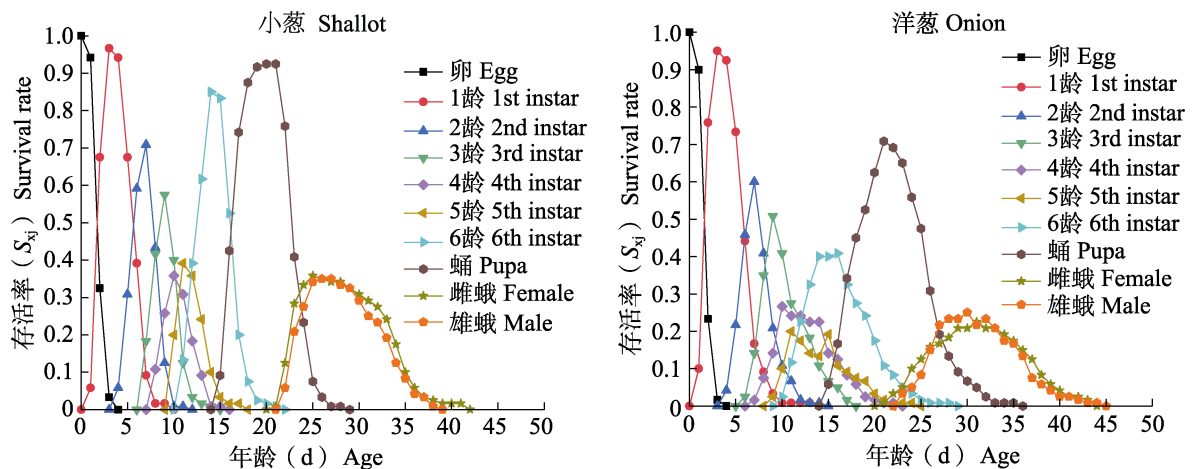 小葱 Shallot
存活率（Sxj） Survival rate
1.0
0.9
0.8
0.7
0.6
0.5
0.4
0.3
0.2
0.1
0
卵 Egg
1龄 1st instar
2龄 2nd instar
3龄 3rd instar
4龄 4th instar
5龄 5th instar
6龄 6th instar
蛹 Pupa
雌蛾 Female
雄蛾 Male
0 5 10 15 20 25 30 35 40 45 50
年龄（d）Age
洋葱 Onion
存活率（Sxj） Survival rate
1.0
0.9
0.8
0.7
0.6
0.5
0.4
0.3
0.2
0.1
0
卵 Egg
1龄 1st instar
2龄 2nd instar
3龄 3rd instar
4龄 4th instar
5龄 5th instar
6龄 6th instar
蛹 Pupa
雌蛾 Female
雄蛾 Male
0 5 10 15 20 25 30 35 40 45 50
年龄（d）Age